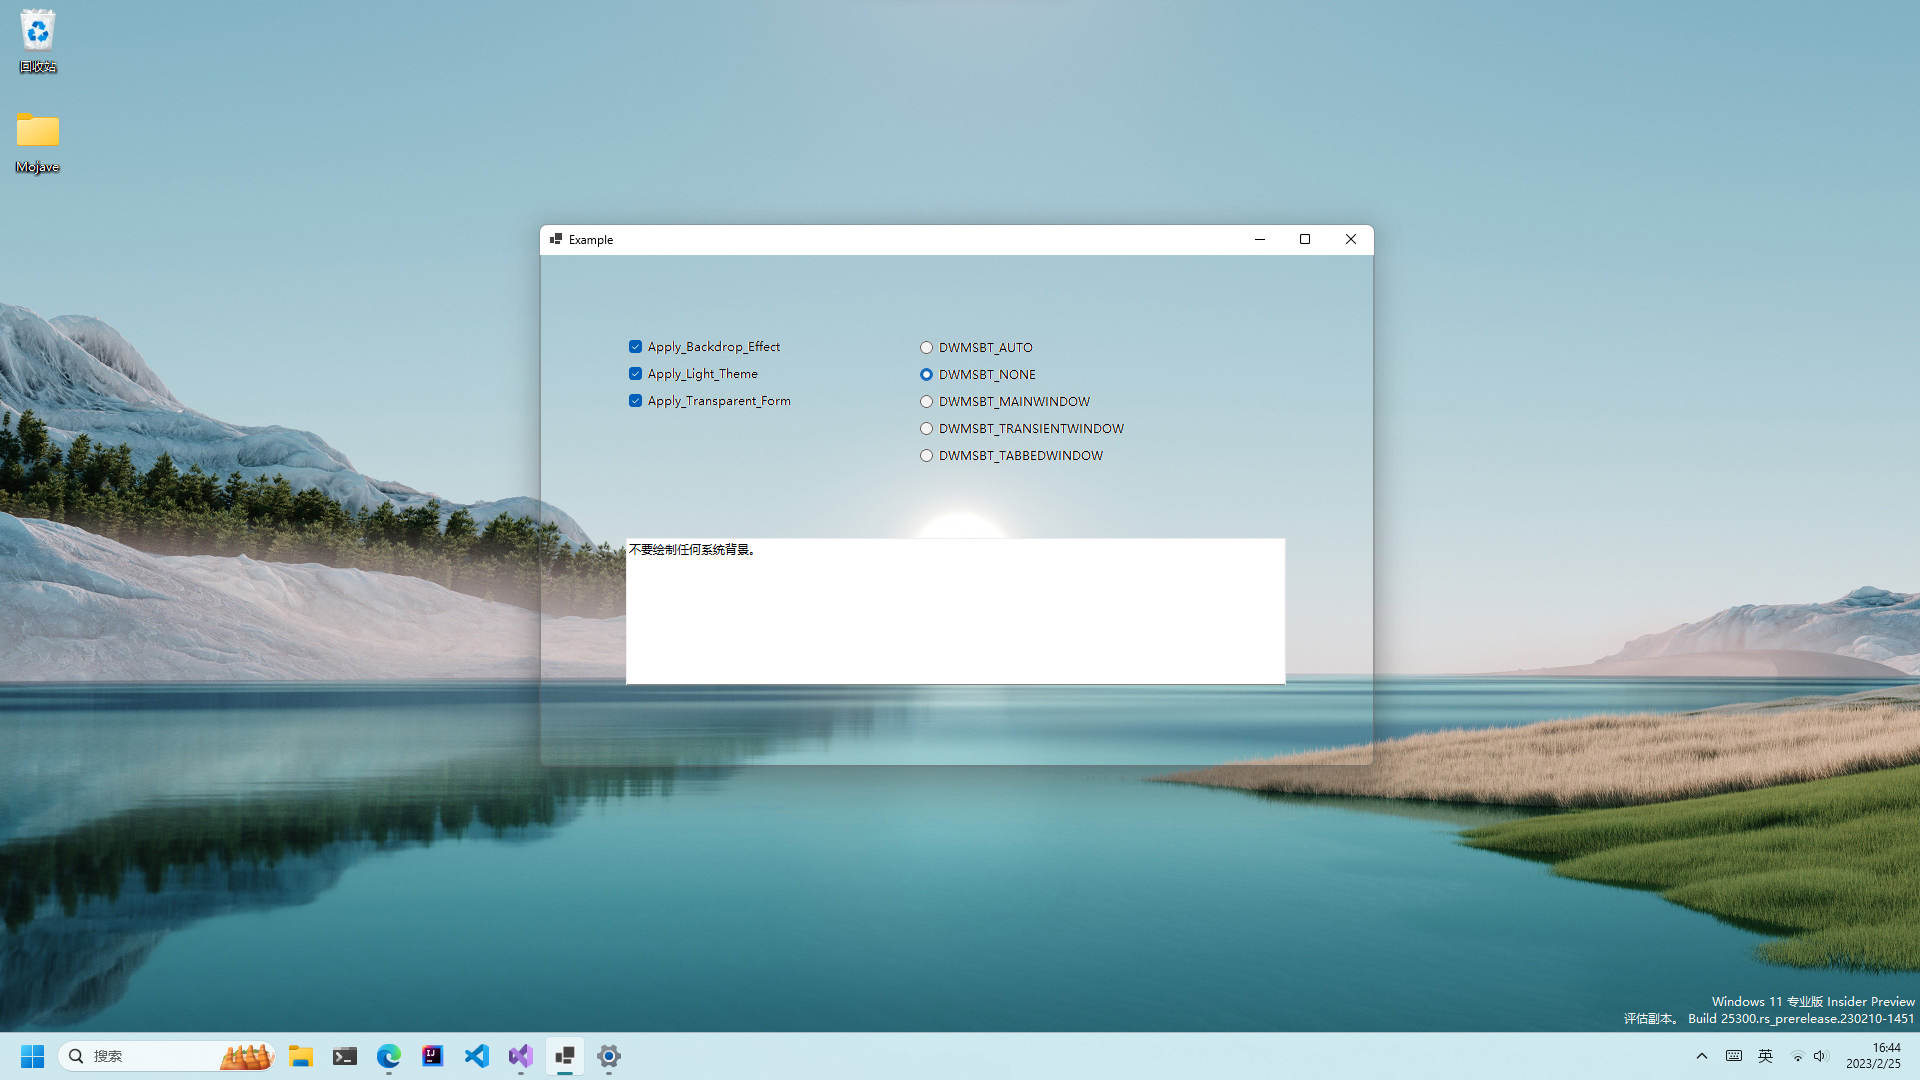 回收站
Mojave
Example
Apply_Backdrop_Effect
Apply_Light_Theme
Apply_Transparent_Form
DWMSBT_AUTO
DWMSBT_NONE
DWMSBT_MAINWINDOW
DWMSBT_TRANSIENTWINDOW
DWMSBT_TABBEDWINDOW
不要绘制任何系统背景。
Windows 11 专业版 Insider Preview
评估副本。 Build 25300.rs_prerelease.230210-1451
搜索
IJ
英
16:44
2023/2/25